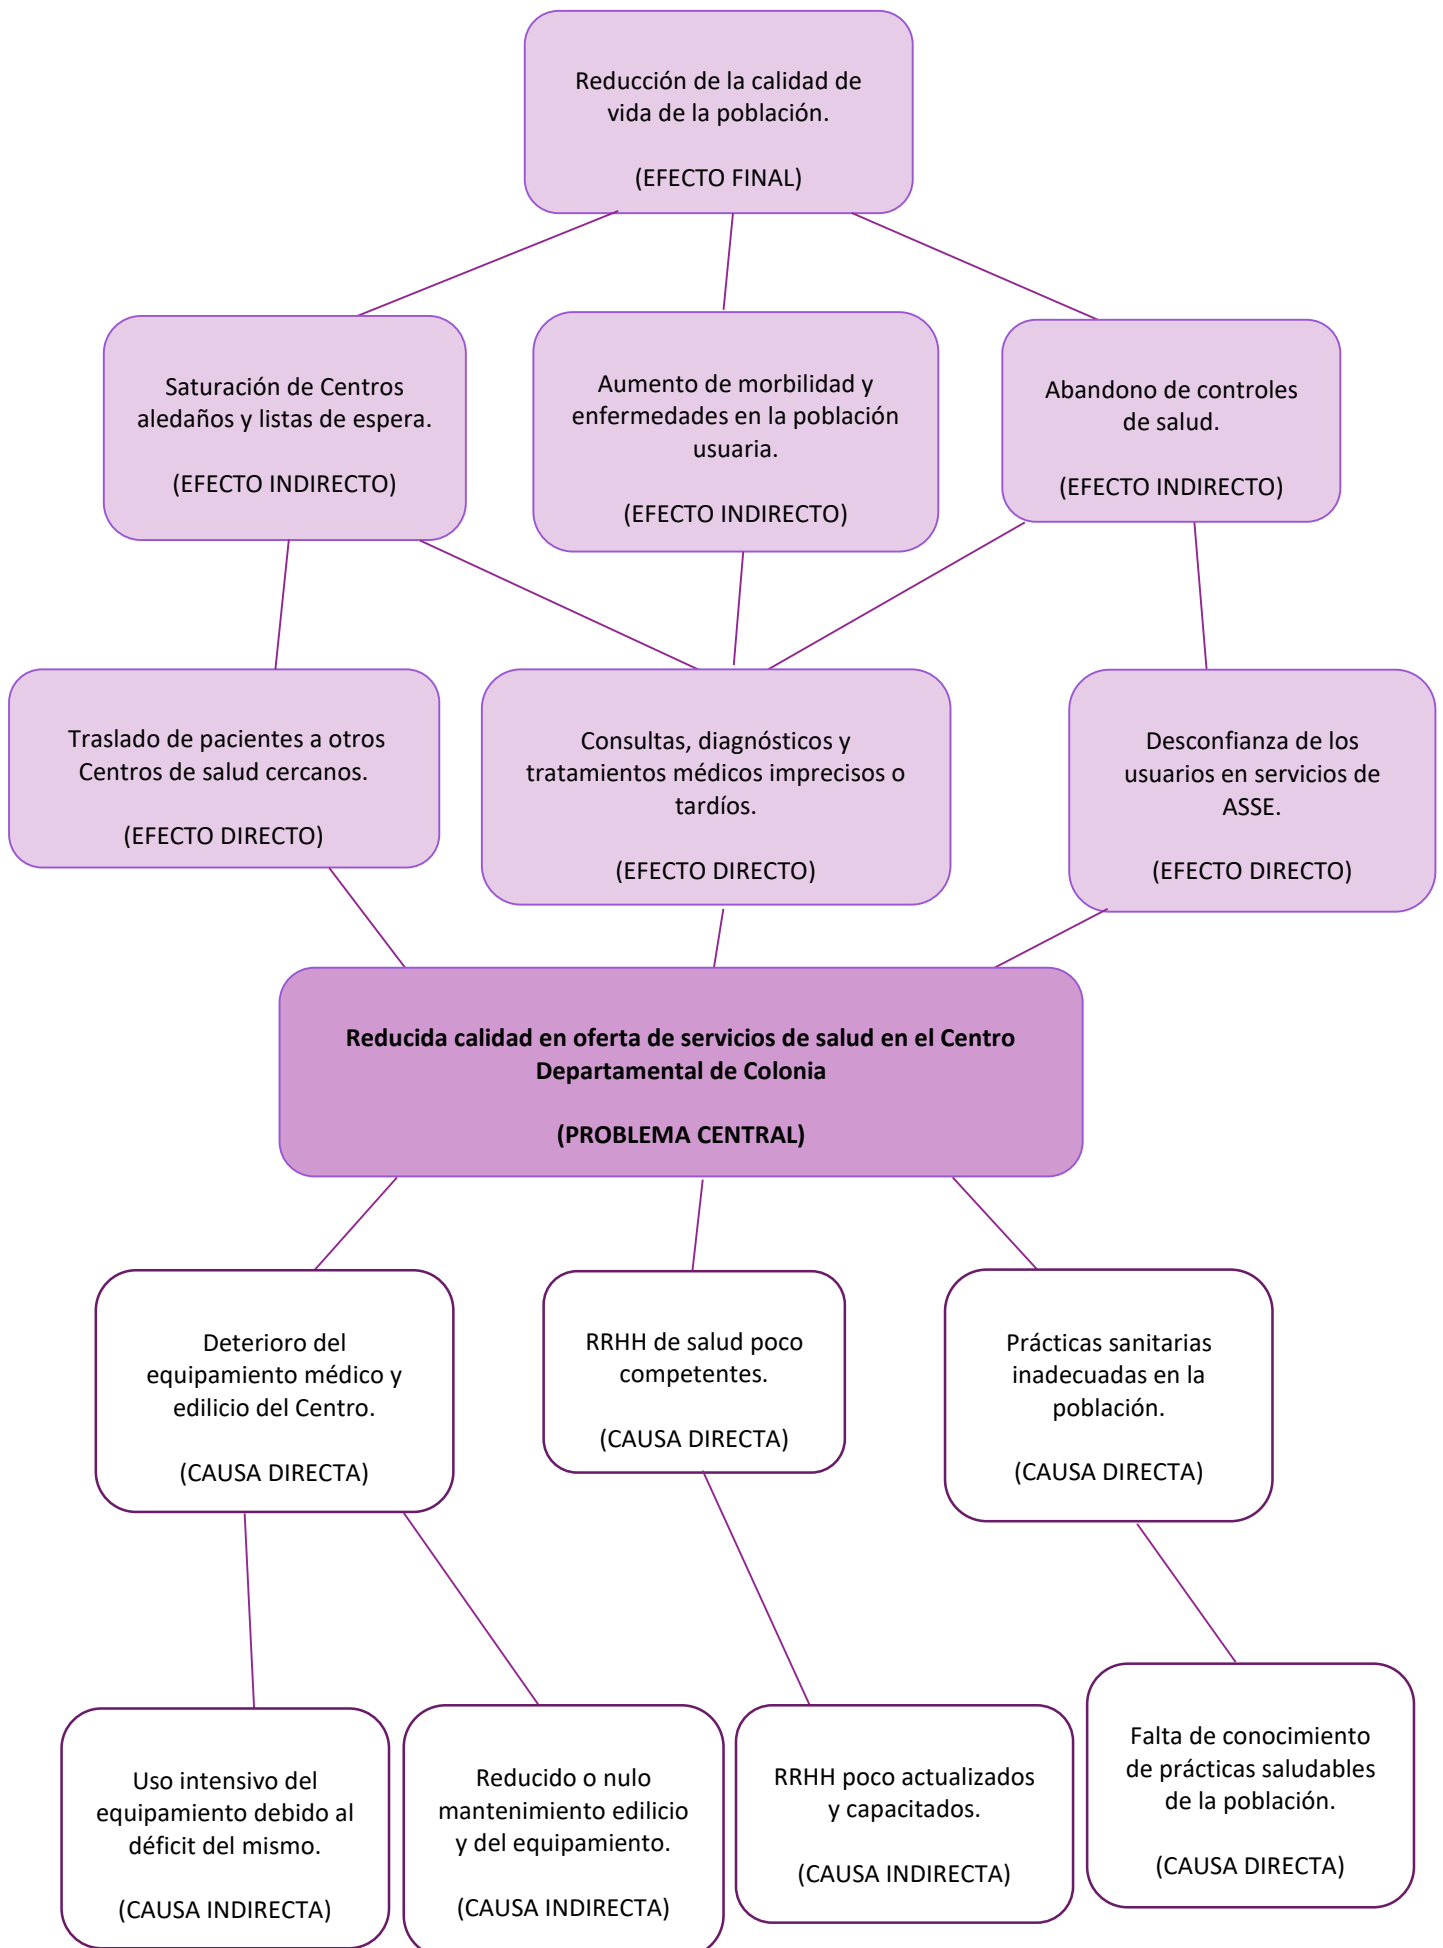 Reducción de la calidad de
vida de la población.
(EFECTO FINAL)
Saturación de Centros
aledaños y listas de espera.
(EFECTO INDIRECTO)
Aumento de morbilidad y
enfermedades en la población
usuaria.
(EFECTO INDIRECTO)
Abandono de controles
de salud.
(EFECTO INDIRECTO)
Traslado de pacientes a otros
Centros de salud cercanos.
(EFECTO DIRECTO)
Consultas, diagnósticos y
tratamientos médicos imprecisos o
tardíos.
(EFECTO DIRECTO)
Desconfianza de los
usuarios en servicios de
ASSE.
(EFECTO DIRECTO)
Reducida calidad en oferta de servicios de salud en el Centro
Departamental de Colonia
(PROBLEMA CENTRAL)
Deterioro del
equipamiento médico y
edilicio del Centro.
(CAUSA DIRECTA)
RRHH de salud poco
competentes.
(CAUSA DIRECTA)
Prácticas sanitarias
inadecuadas en la
población.
(CAUSA DIRECTA)
Uso intensivo del
equipamiento debido al
déficit del mismo.
(CAUSA INDIRECTA)
Reducido o nulo
mantenimiento edilicio
y del equipamiento.
(CAUSA INDIRECTA)
RRHH poco actualizados
y capacitados.
(CAUSA INDIRECTA)
Falta de conocimiento
de prácticas saludables
de la población.
(CAUSA DIRECTA)